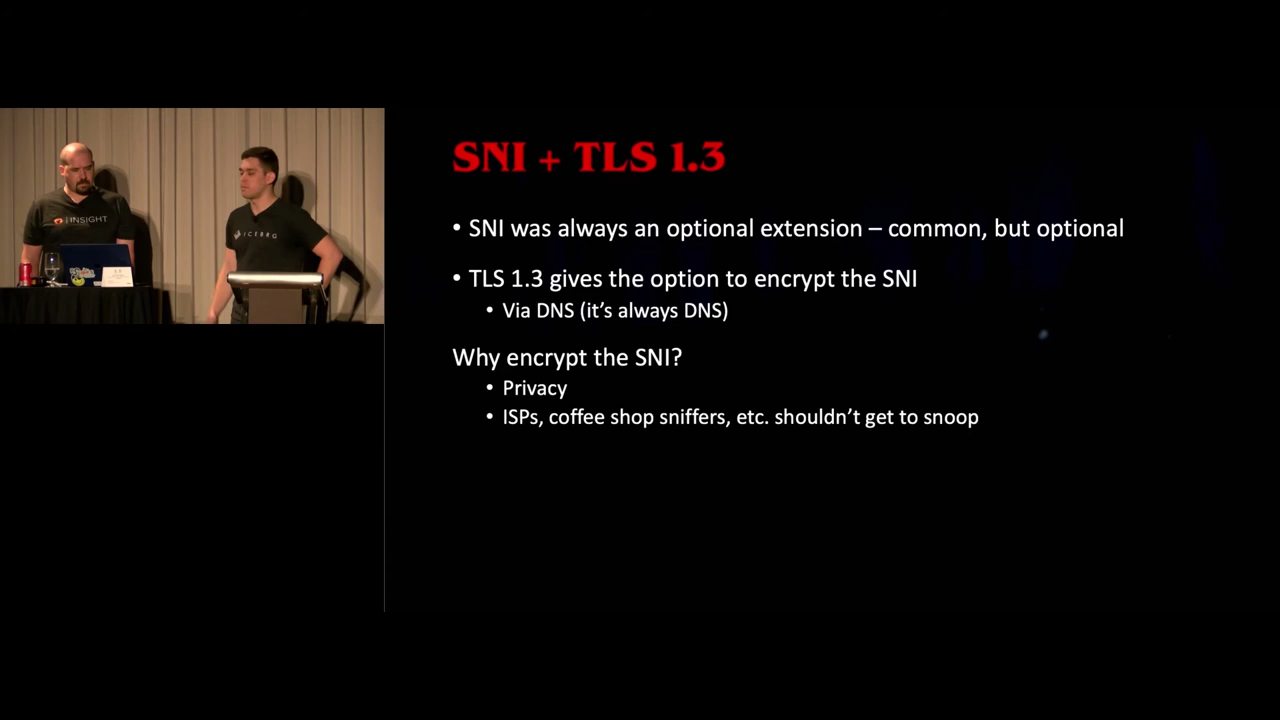 SNI + TLS 1.3
• SNI was always an optional extension – common, but optional
• TLS 1.3 gives the option to encrypt the SNI
• Via DNS (it's always DNS)
Why encrypt the SNI?
• Privacy
• ISPs, coffee shop sniffers, etc. shouldn't get to snoop
INSIGHT
ICEBRG